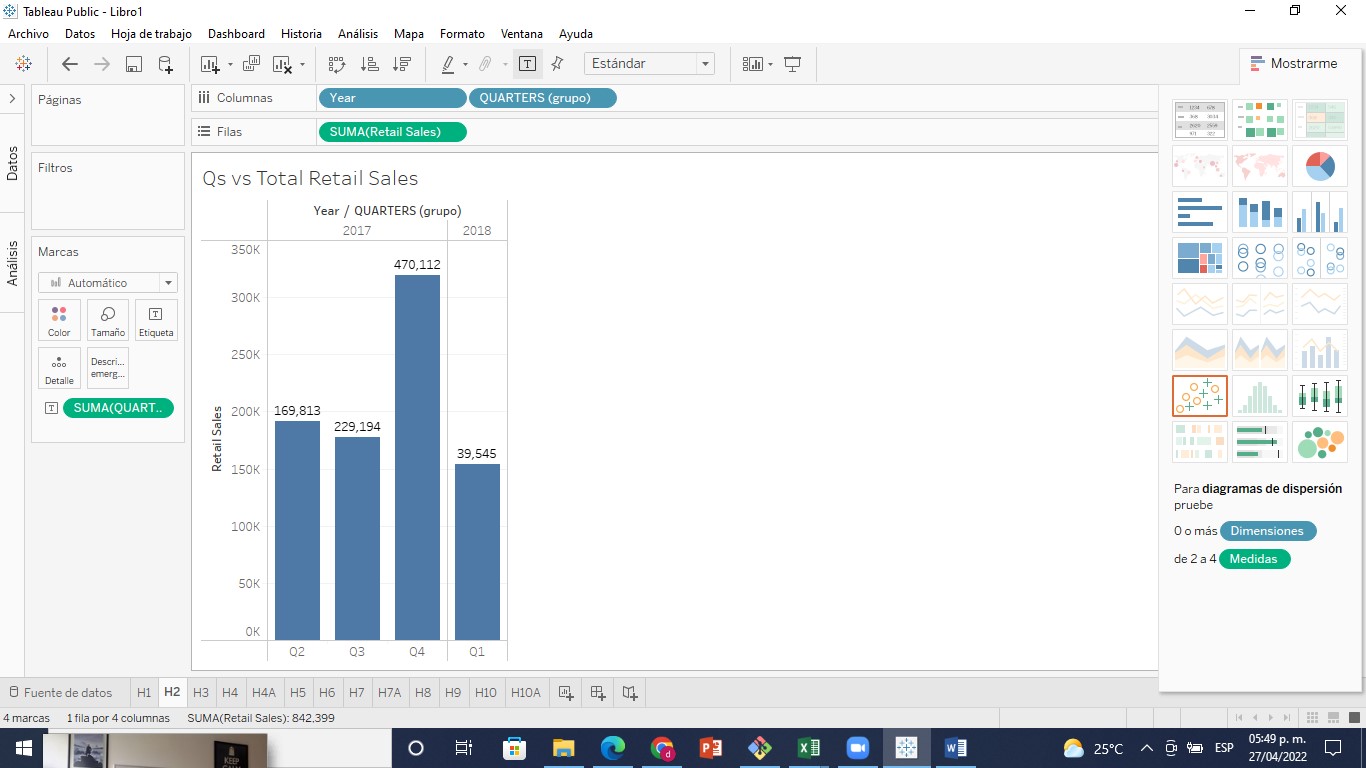 Tableau Public - Libro1
Archivo Datos Hoja de trabajo Dashboard Historia Análisis Mapa Formato Ventana Ayuda
Estándar
Mostrarme
Páginas
Columnas Year QUARTERS (grupo)
Filas SUMA(Retail Sales)
Datos
Análisis
Filtros
Marcas
Automático
Color Tamaño Etiqueta
Detalle Descri... emerg...
SUMA(QUART..
Qs vs Total Retail Sales
Year / QUARTERS (grupo)
2017 2018
350K
300K
250K
200K
150K
100K
50K
0K
Retail Sales
169,813
229,194
470,112
39,545
Q2 Q3 Q4 Q1
Para diagramas de dispersión
pruebe
0 o más Dimensiones
de 2 a 4 Medidas
Fuente de datos H1 H2 H3 H4 H4A H5 H6 H7 H7A H8 H9 H10 H10A
4 marcas 1 fila por 4 columnas SUMA(Retail Sales): 842,399
KEEP
25°C ESP
05:49 p. m.
27/04/2022